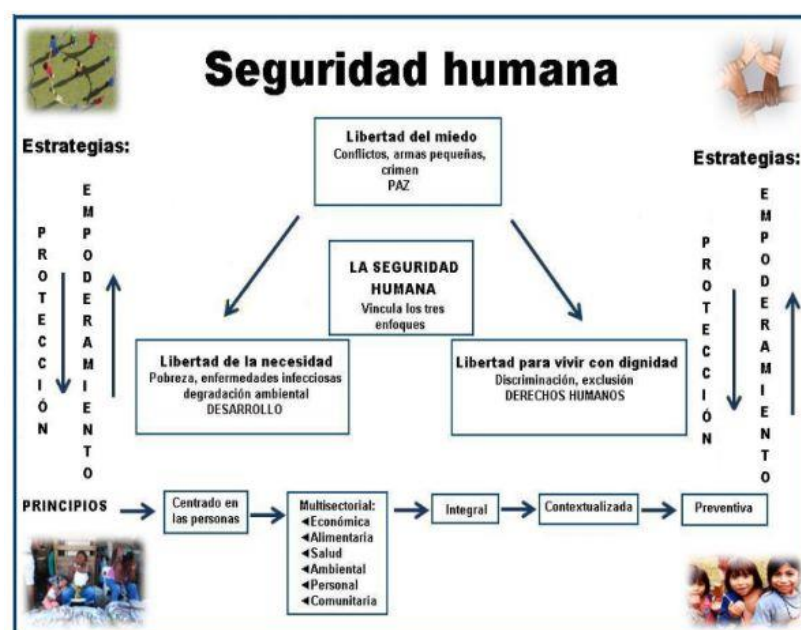 Seguridad humana
Estrategias:
PROTECCIÓN
EMPODERAMIENTO
Libertad del miedo
Conflictos, armas pequeñas,
crimen
PAZ
LA SEGURIDAD
HUMANA
Vincula los tres
enfoques
Libertad de la necesidad
Pobreza, enfermedades infecciosas
degradación ambiental
DESARROLLO
Libertad para vivir con dignidad
Discriminación, exclusión
DERECHOS HUMANOS
Estrategias:
PROTECCIÓN
EMPODERAMIENTO
PRINCIPIOS
Centrado en
las personas
Multisectorial:
Económica
Alimentaria
Salud
Ambiental
Personal
Comunitaria
Integral
Contextualizada
Preventiva